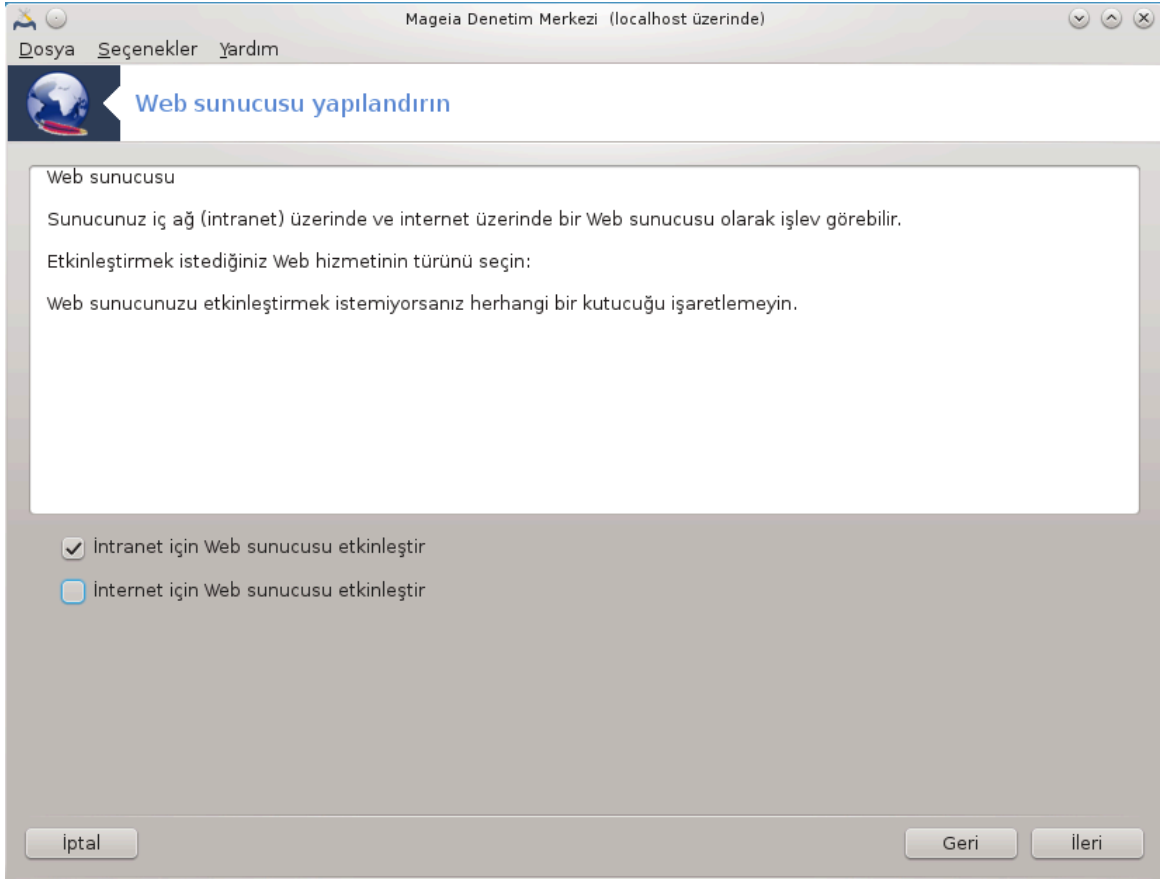 Mageia Denetim Merkezi (localhost üzerinde)
Dosya Seçenekler Yardım
Web sunucusu yapılandırın
Web sunucusu
Sunucunuz iç ağ (intranet) üzerinde ve internet üzerinde bir Web sunucusu olarak işlev görebilir.
Etkinleştirmek istediğiniz Web hizmetinin türünü seçin:
Web sunucunuzu etkinleştirmek istemiyorsanız herhangi bir kutucuğu işaretlemeyin.
İntranet için Web sunucusu etkinleştir
İnternet için Web sunucusu etkinleştir
İptal Geri İleri